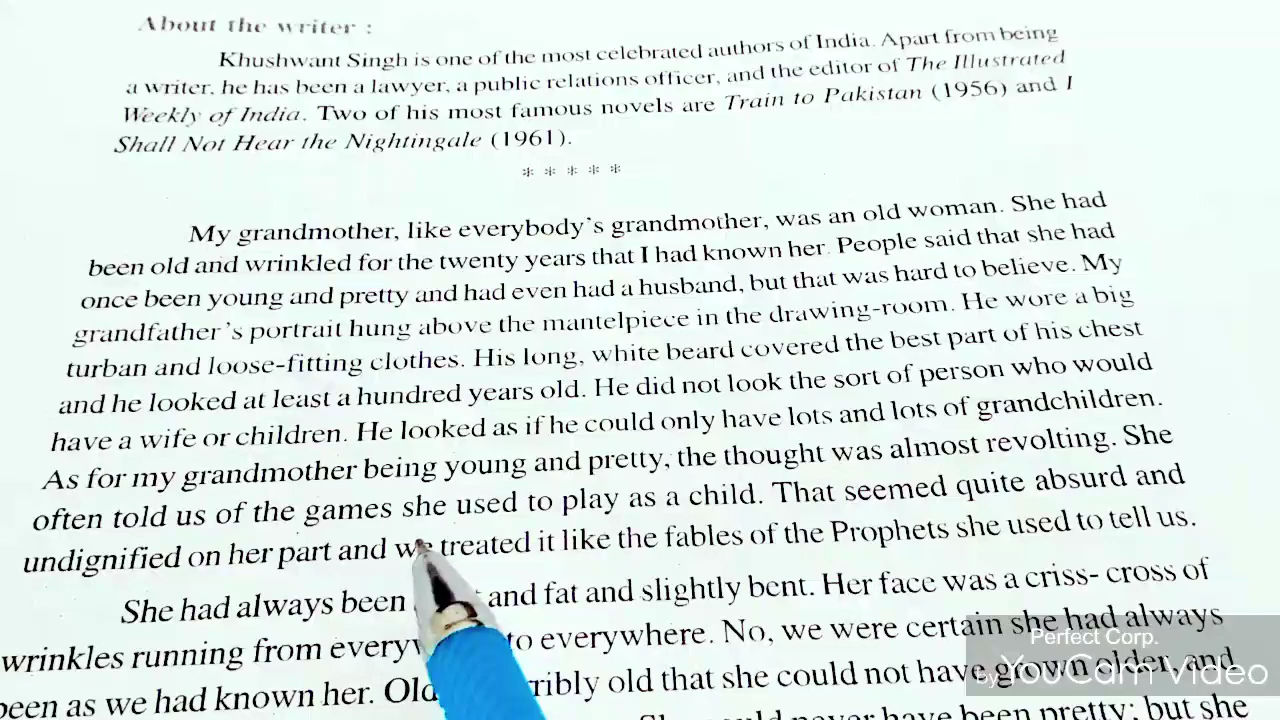 About the writer :
Khushwant Singh is one of the most celebrated authors of India. Apart from being
a writer, he has been a lawyer, a public relations officer, and the editor of The Illustrated
Weekly of India. Two of his most famous novels are Train to Pakistan (1956) and I
Shall Not Hear the Nightingale (1961).
* * * * *
My grandmother, like everybody's grandmother, was an old woman. She had
been old and wrinkled for the twenty years that I had known her. People said that she had
once been young and pretty and had even had a husband, but that was hard to believe. My
grandfather's portrait hung above the mantelpiece in the drawing-room. He wore a big
turban and loose-fitting clothes. His long, white beard covered the best part of his chest
and he looked at least a hundred years old. He did not look the sort of person who would
have a wife or children. He looked as if he could only have lots and lots of grandchildren.
As for my grandmother being young and pretty, the thought was almost revolting. She
often told us of the games she used to play as a child. That seemed quite absurd and
undignified on her part and we treated it like the fables of the Prophets she used to tell us.
She had always been and fat and slightly bent. Her face was a criss- cross of
wrinkles running from to everywhere. No, we were certain she had always
been as we had known her. Old that she could not have grown older, and
never have been pretty; but she
Perfect Corp.
by YouCam Video